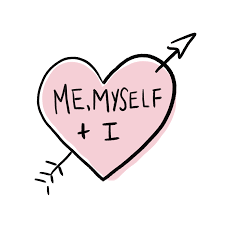 ME, MYSELF
+ I